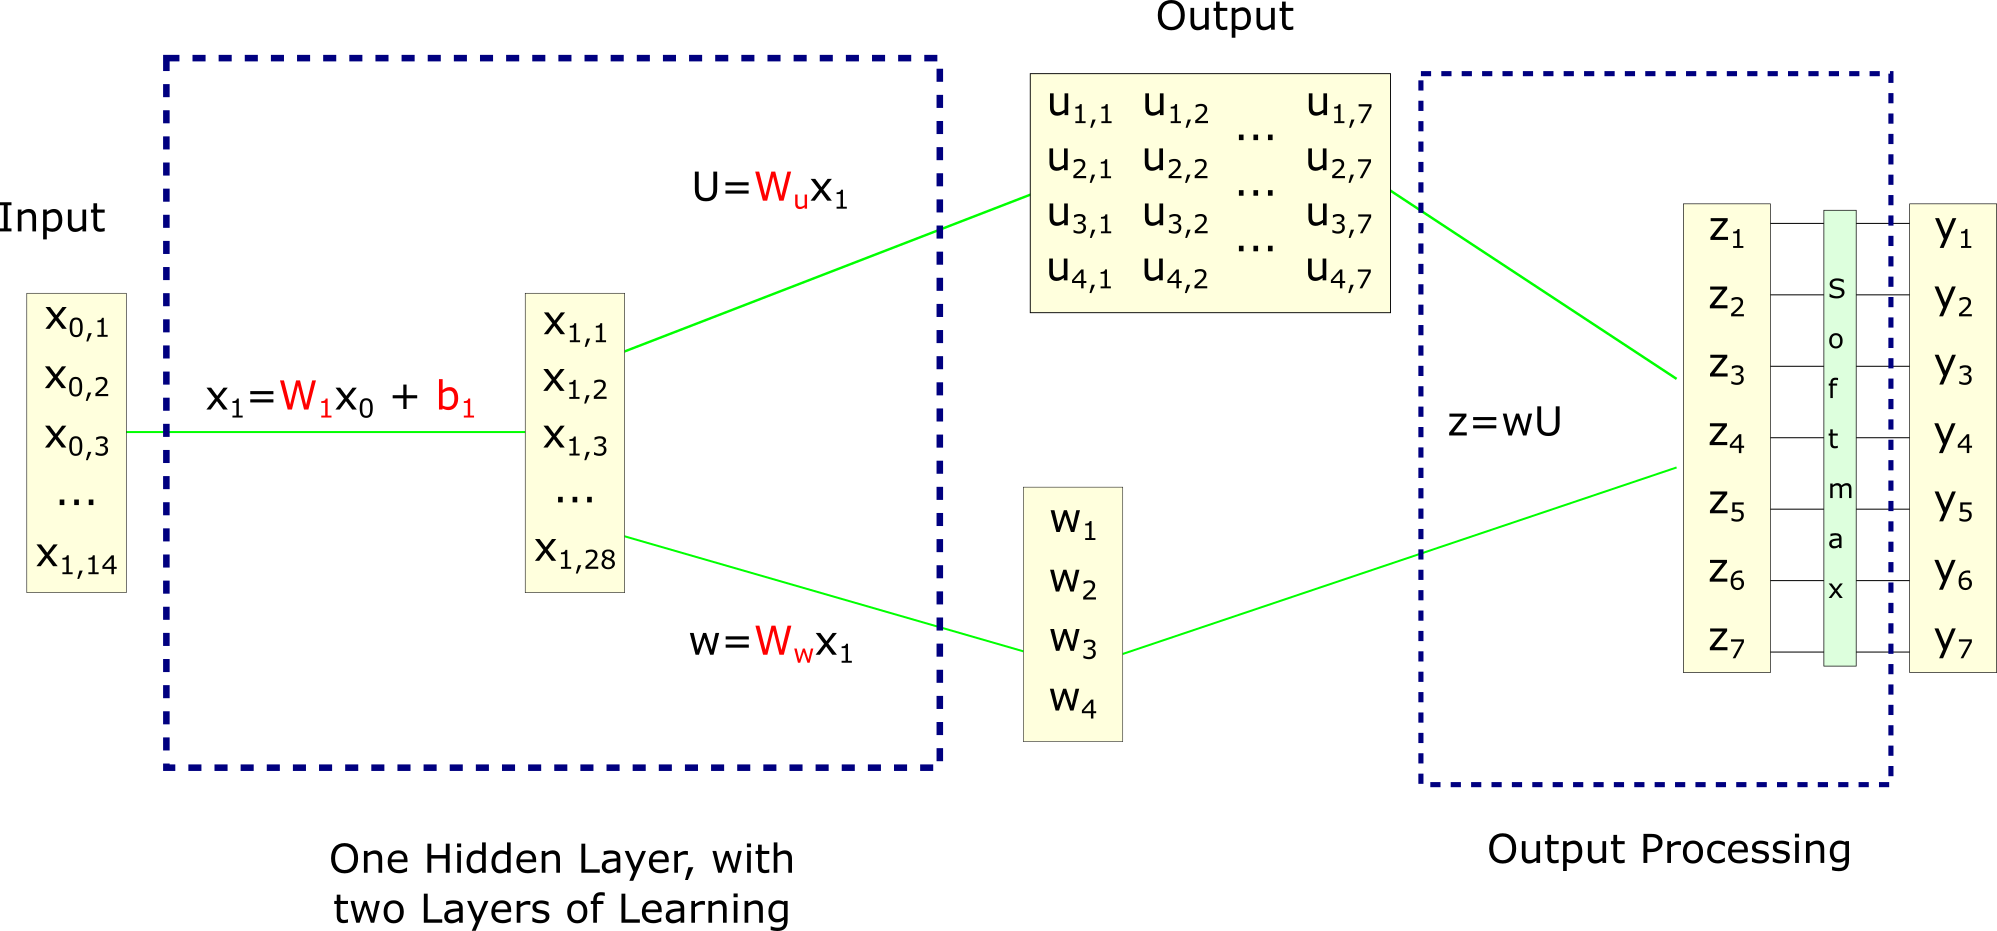 Output
Input
x0,1
x0,2
x0,3
...
x1,14
x1=W1x0 + b1
x1,1
x1,2
x1,3
...
x1,28
U=Wux1
w=Wwx1
u1,1 u1,2 ... u1,7
u2,1 u2,2 ... u2,7
u3,1 u3,2 ... u3,7
u4,1 u4,2 u4,7
w1
w2
w3
w4
z=wU
z1
z2
z3
z4
z5
z6
z7
Softmax
y1
y2
y3
y4
y5
y6
y7
One Hidden Layer, with
two Layers of Learning
Output Processing